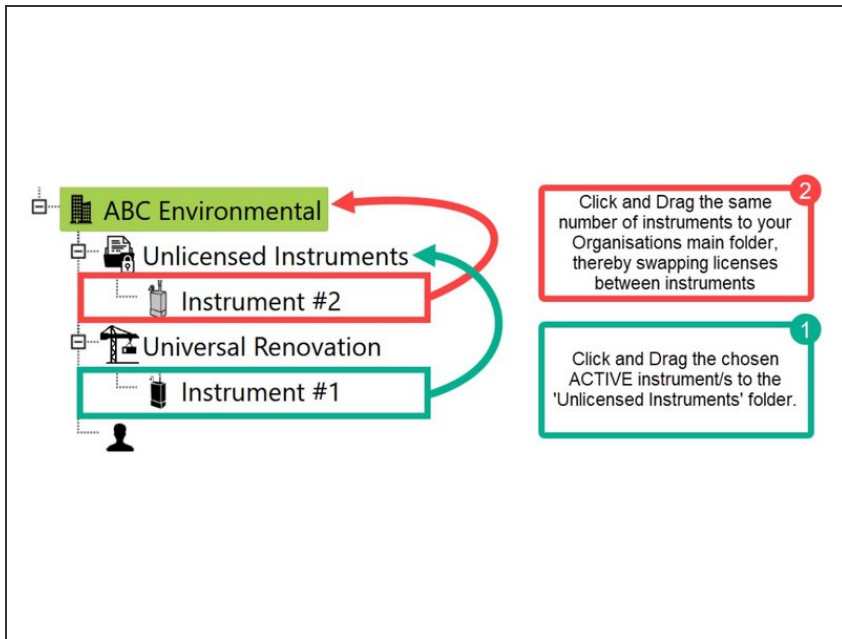 ABC Environmental
Unlicensed Instruments
Instrument #2
Universal Renovation
Instrument #1
2
Click and Drag the same
number of instruments to your
Organisations main folder,
thereby swapping licenses
between instruments
1
Click and Drag the chosen
ACTIVE instrument/s to the
'Unlicensed Instruments' folder.